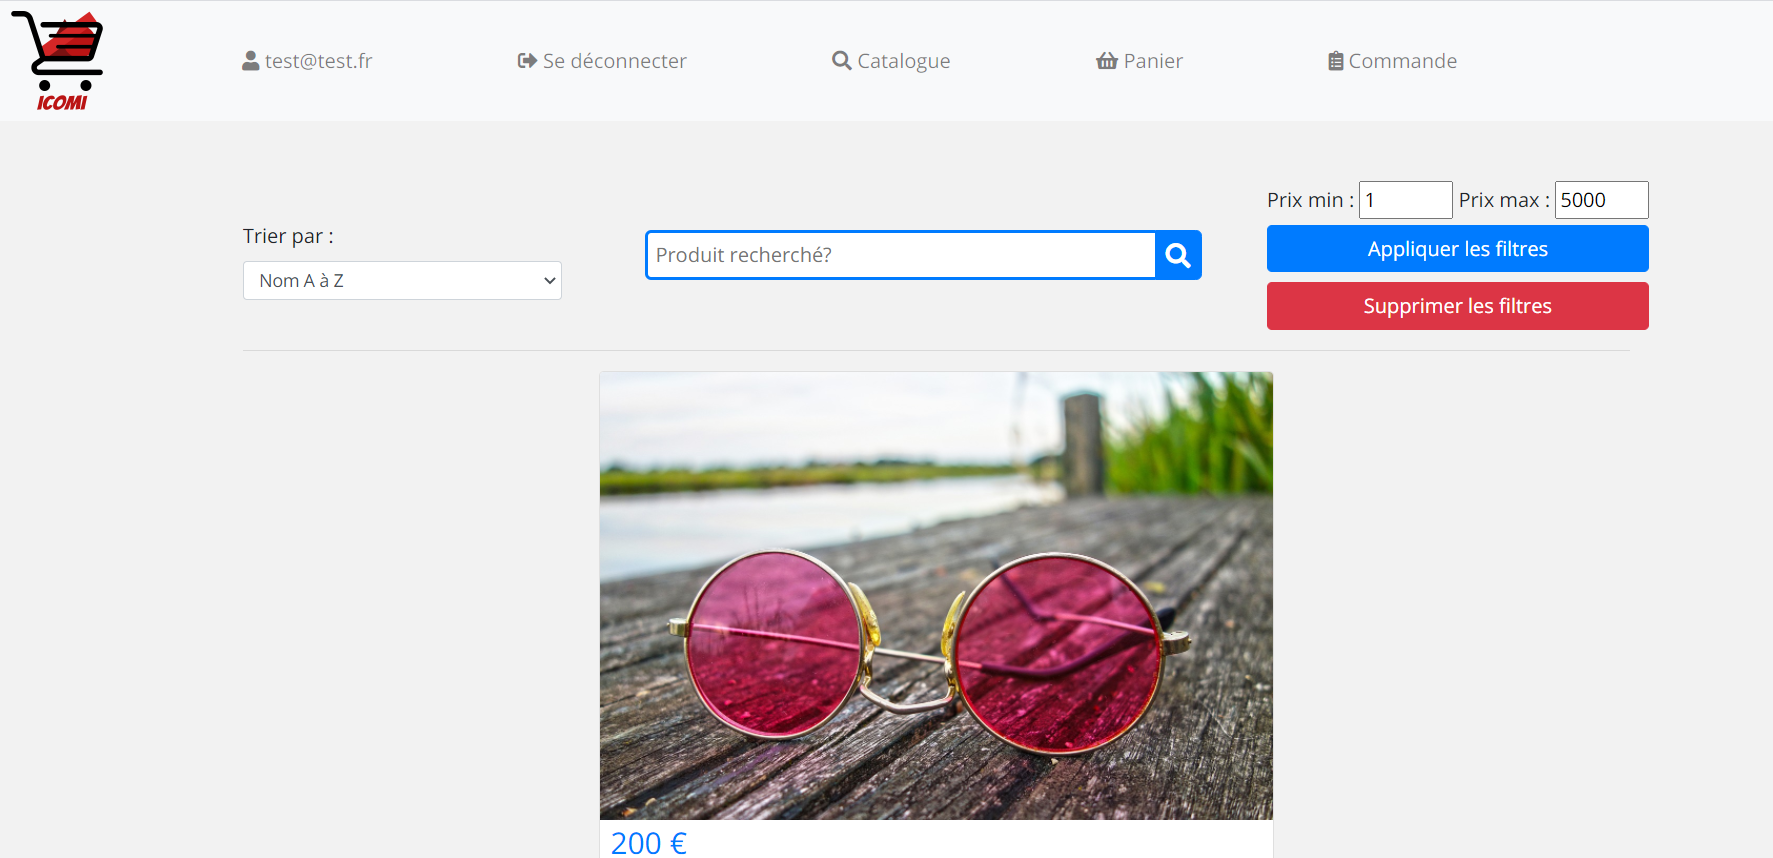 ICOMI
test@test.fr
Se déconnecter
Catalogue
Panier
Commande
Trier par :
Nom A à Z
Produit recherché?
Prix min : 1 Prix max : 5000
Appliquer les filtres
Supprimer les filtres
200 €